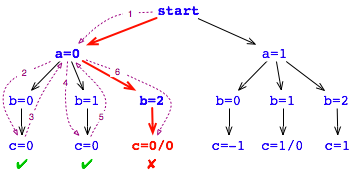 1 start
a=0 a=1
2 4 6
b=0 b=1 b=2 b=0 b=1 b=2
3 5
c=0 c=0 c=0/0 c=-1 c=1/0 c=1
✔ ✔ ✘